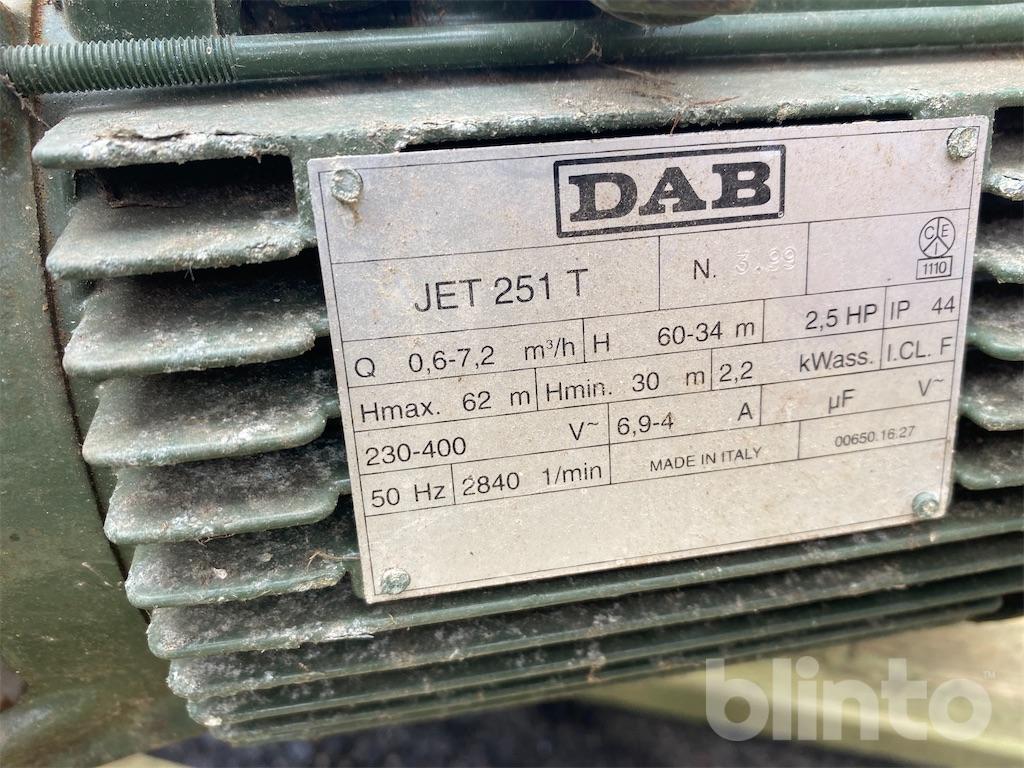 DAB
JET 251 T N. 3.99 CE 1110
Q 0,6-7,2 m³/h H 60-34 m 2,5 HP IP 44
Hmax. 62 m Hmin. 30 m 2,2 kWass. I.CL. F
230-400 V~ 6,9-4 A µF V~
50 Hz 2840 1/min MADE IN ITALY 00650.16.27
blinto™